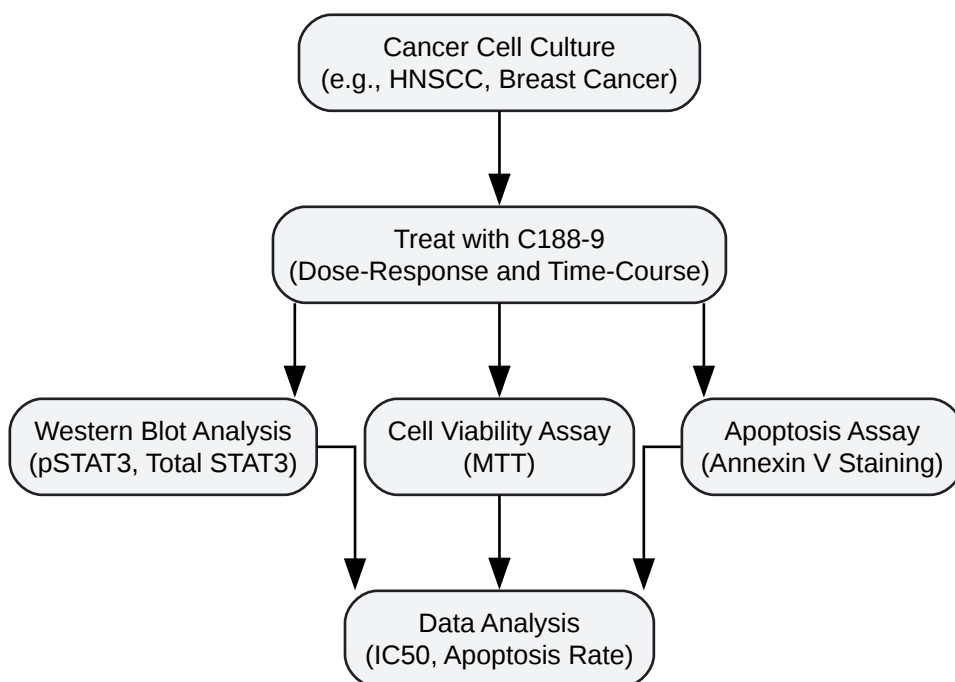 Cancer Cell Culture
(e.g., HNSCC, Breast Cancer)
Treat with C188-9
(Dose-Response and Time-Course)
Western Blot Analysis
(pSTAT3, Total STAT3)
Cell Viability Assay
(MTT)
Apoptosis Assay
(Annexin V Staining)
Data Analysis
(IC50, Apoptosis Rate)